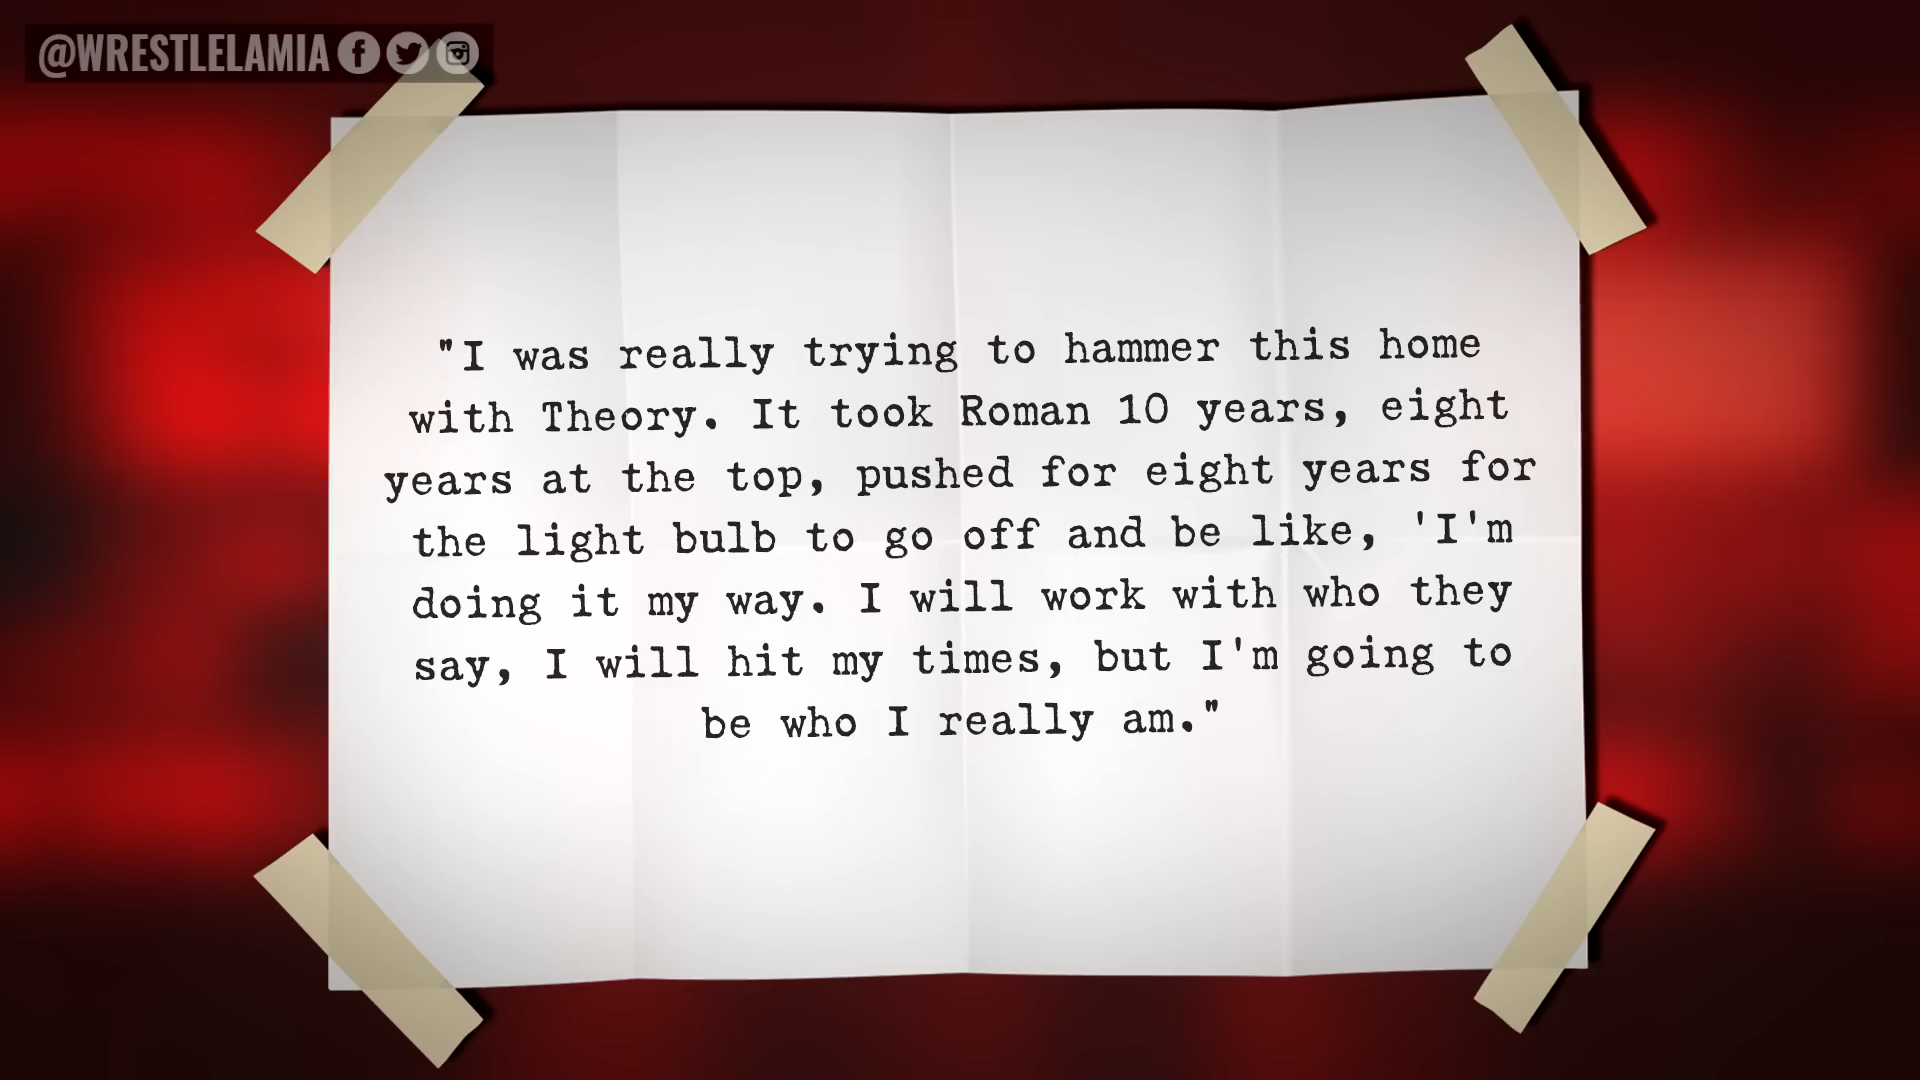 @WRESTLELAMIA
"I was really trying to hammer this home
with Theory. It took Roman 10 years, eight
years at the top, pushed for eight years for
the light bulb to go off and be like, 'I'm
doing it my way. I will work with who they
say, I will hit my times, but I'm going to
be who I really am."